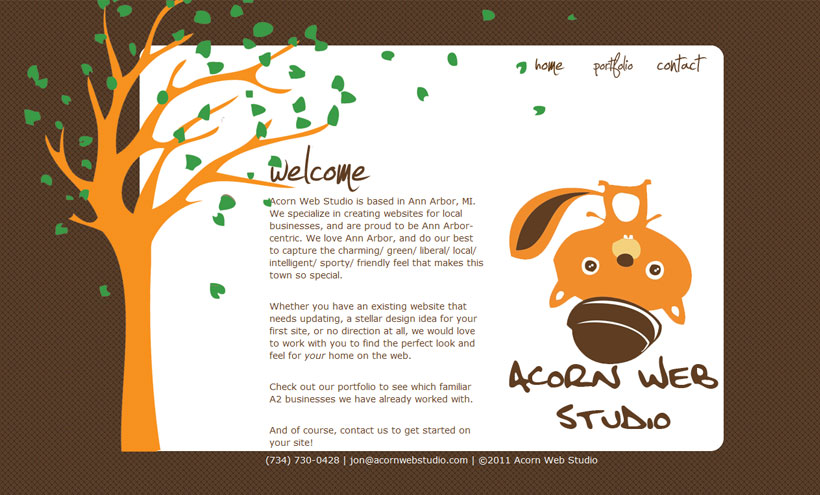 home portfolio contact
welcome
Acorn Web Studio is based in Ann Arbor, MI.
We specialize in creating websites for local
businesses, and are proud to be Ann Arbor-
centric. We love Ann Arbor, and do our best
to capture the charming/ green/ liberal/ local/
intelligent/ sporty/ friendly feel that makes this
town so special.
Whether you have an existing website that
needs updating, a stellar design idea for your
first site, or no direction at all, we would love
to work with you to find the perfect look and
feel for your home on the web.
Check out our portfolio to see which familiar
A2 businesses we have already worked with.
And of course, contact us to get started on
your site!
ACORN WEB
STUDIO
(734) 730-0428 | jon@acornwebstudio.com | ©2011 Acorn Web Studio